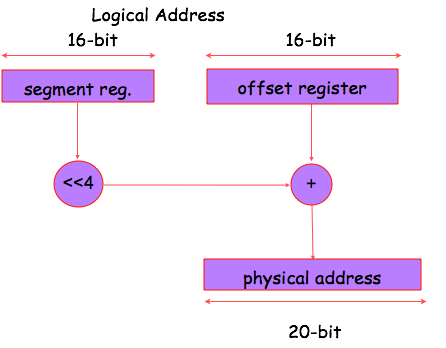 Logical Address
16-bit
16-bit
segment reg.
offset register
<<4
+
physical address
20-bit